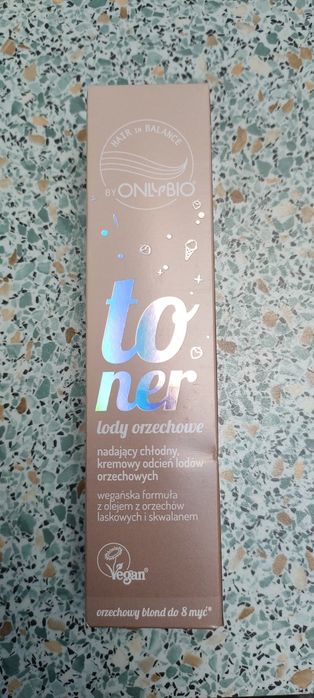 HAIR in BALANCE
BY ONLYBIO
to
ner
lody orzechowe
nadający chłodny,
kremowy odcień lodów
orzechowych
wegańska formuła
z olejem z orzechów
laskowych i skwalanem
Vegan®
orzechowy blond do 8 myć*